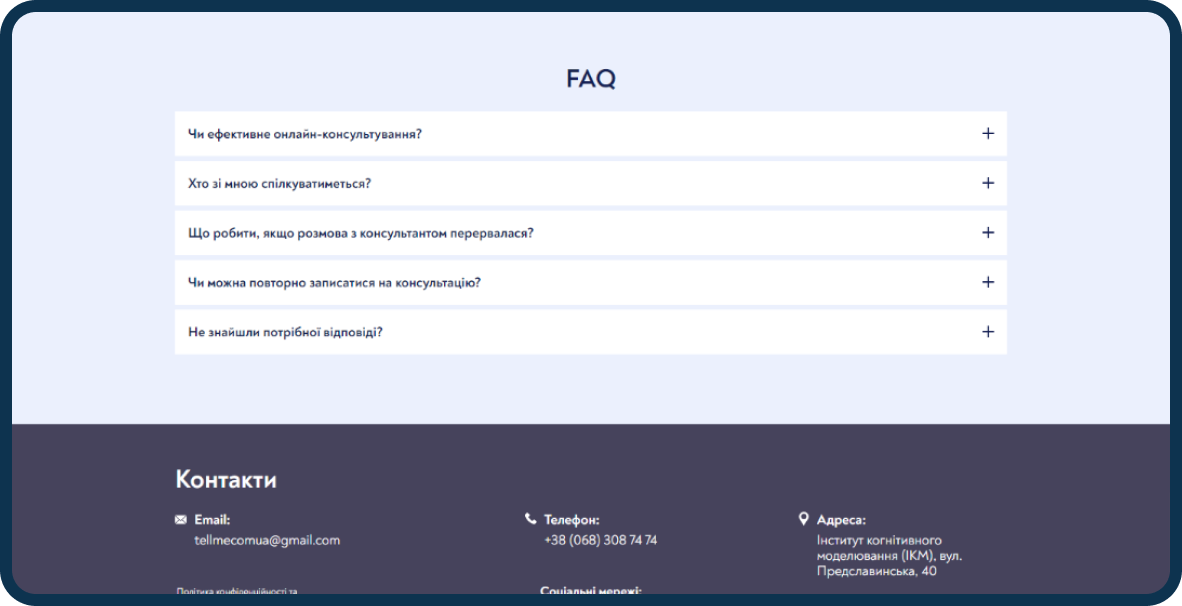 FAQ
Чи ефективне онлайн-консультування?
Хто зі мною спілкуватиметься?
Що робити, якщо розмова з консультантом перервалася?
Чи можна повторно записатися на консультацію?
Не знайшли потрібної відповіді?
Контакти
Email:
tellmecomua@gmail.com
Телефон:
+38 (068) 308 74 74
Адреса:
Інститут когнітивного
моделювання (ІКМ), вул.
Предславинська, 40
Політика конфіденційності та
Соціальні мережі: